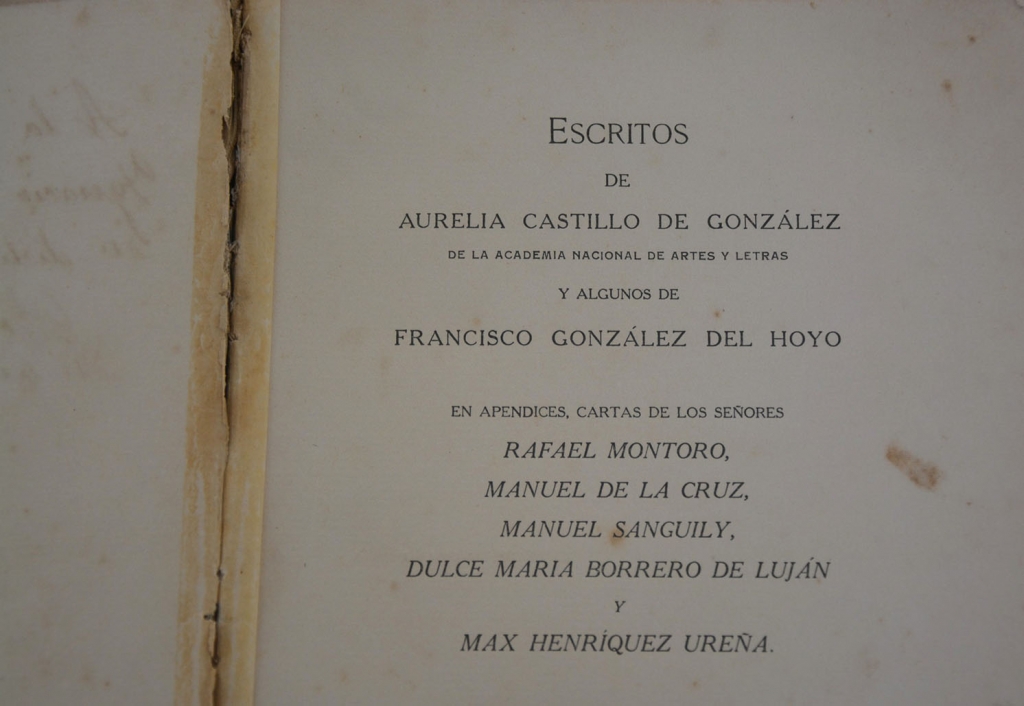 ESCRITOS
DE
AURELIA CASTILLO DE GONZÁLEZ
DE LA ACADEMIA NACIONAL DE ARTES Y LETRAS
Y ALGUNOS DE
FRANCISCO GONZÁLEZ DEL HOYO
EN APENDICES, CARTAS DE LOS SEÑORES
RAFAEL MONTORO,
MANUEL DE LA CRUZ,
MANUEL SANGUILY,
DULCE MARIA BORRERO DE LUJÁN
Y
MAX HENRÍQUEZ UREÑA.